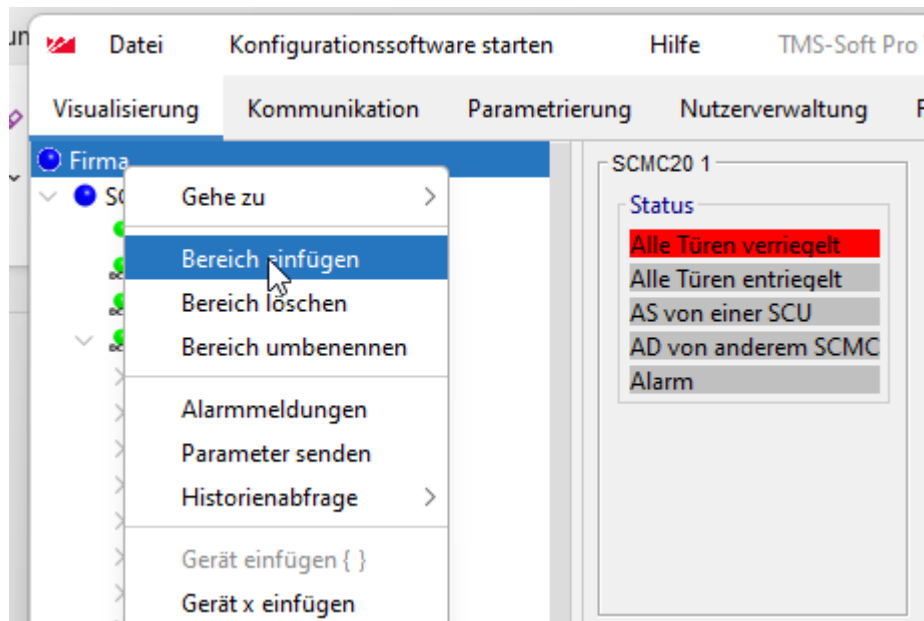 Datei Konfigurationssoftware starten Hilfe TMS-Soft Pro
Visualisierung Kommunikation Parametrierung Nutzerverwaltung
Firma
Gehe zu
Bereich einfügen
Bereich löschen
Bereich umbenennen
Alarmmeldungen
Parameter senden
Historienabfrage
Gerät einfügen { }
Gerät x einfügen
SCMC20 1
Status
Alle Türen verriegelt
Alle Türen entriegelt
AS von einer SCU
AD von anderem SCMC
Alarm